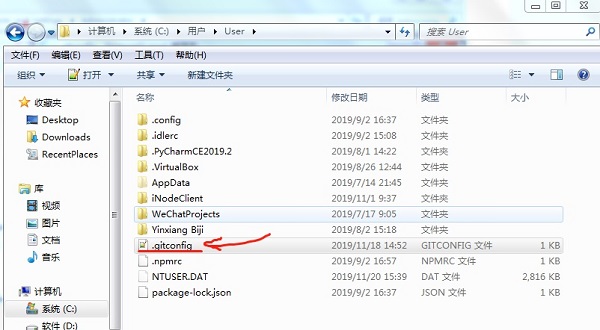 计算机 ▸ 系统 (C:) ▸ 用户 ▸ User ▸
搜索 User
文件(F) 编辑(E) 查看(V) 工具(T) 帮助(H)
组织 打开 共享 新建文件夹
名称 修改日期 类型 大小
收藏夹
Desktop
Downloads
RecentPlaces
库
视频
图片
文档
音乐
计算机
系统 (C:)
软件 (D:)
.config 2019/9/2 16:37 文件夹
.idlerc 2019/9/2 15:08 文件夹
.PyCharmCE2019.2 2019/8/1 14:22 文件夹
.VirtualBox 2019/8/26 12:44 文件夹
AppData 2019/7/14 21:45 文件夹
iNodeClient 2019/11/1 9:37 文件夹
WeChatProjects 2019/7/17 9:05 文件夹
Yinxiang Biji 2019/8/2 15:18 文件夹
.gitconfig 2019/11/18 14:52 GITCONFIG 文件 1 KB
.npmrc 2019/9/2 16:37 NPMRC 文件 1 KB
NTUSER.DAT 2019/11/20 15:39 DAT 文件 2,816 KB
package-lock.json 2019/9/2 16:57 JSON 文件 1 KB